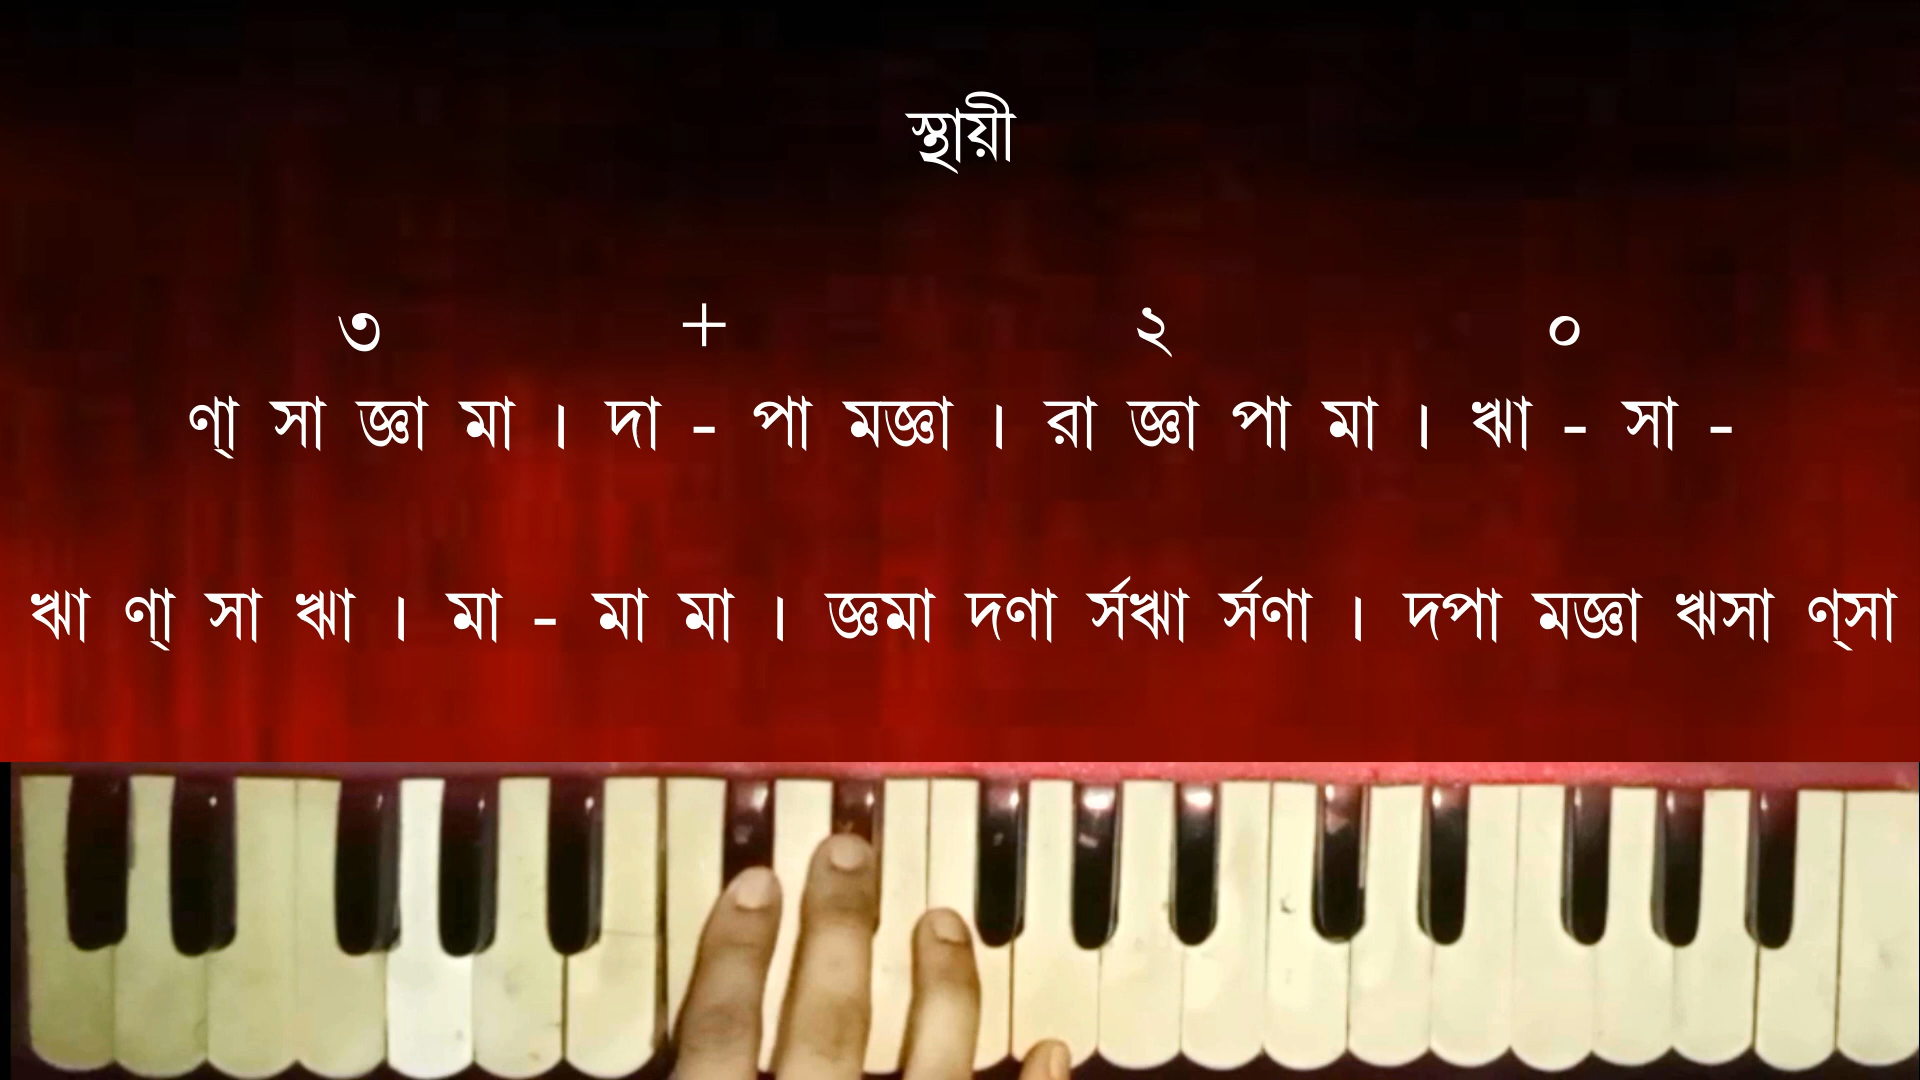 স্থায়ী
৩ + ২ ০
ণা্ সা জ্ঞা মা । দা - পা মজ্ঞা । রা জ্ঞা পা মা । ঋা - সা -
ঋা ণা্ সা ঋা । মা - মা মা । জ্ঞমা দণা র্সঋা র্সণা । দপা মজ্ঞা ঋসা ণ্সা